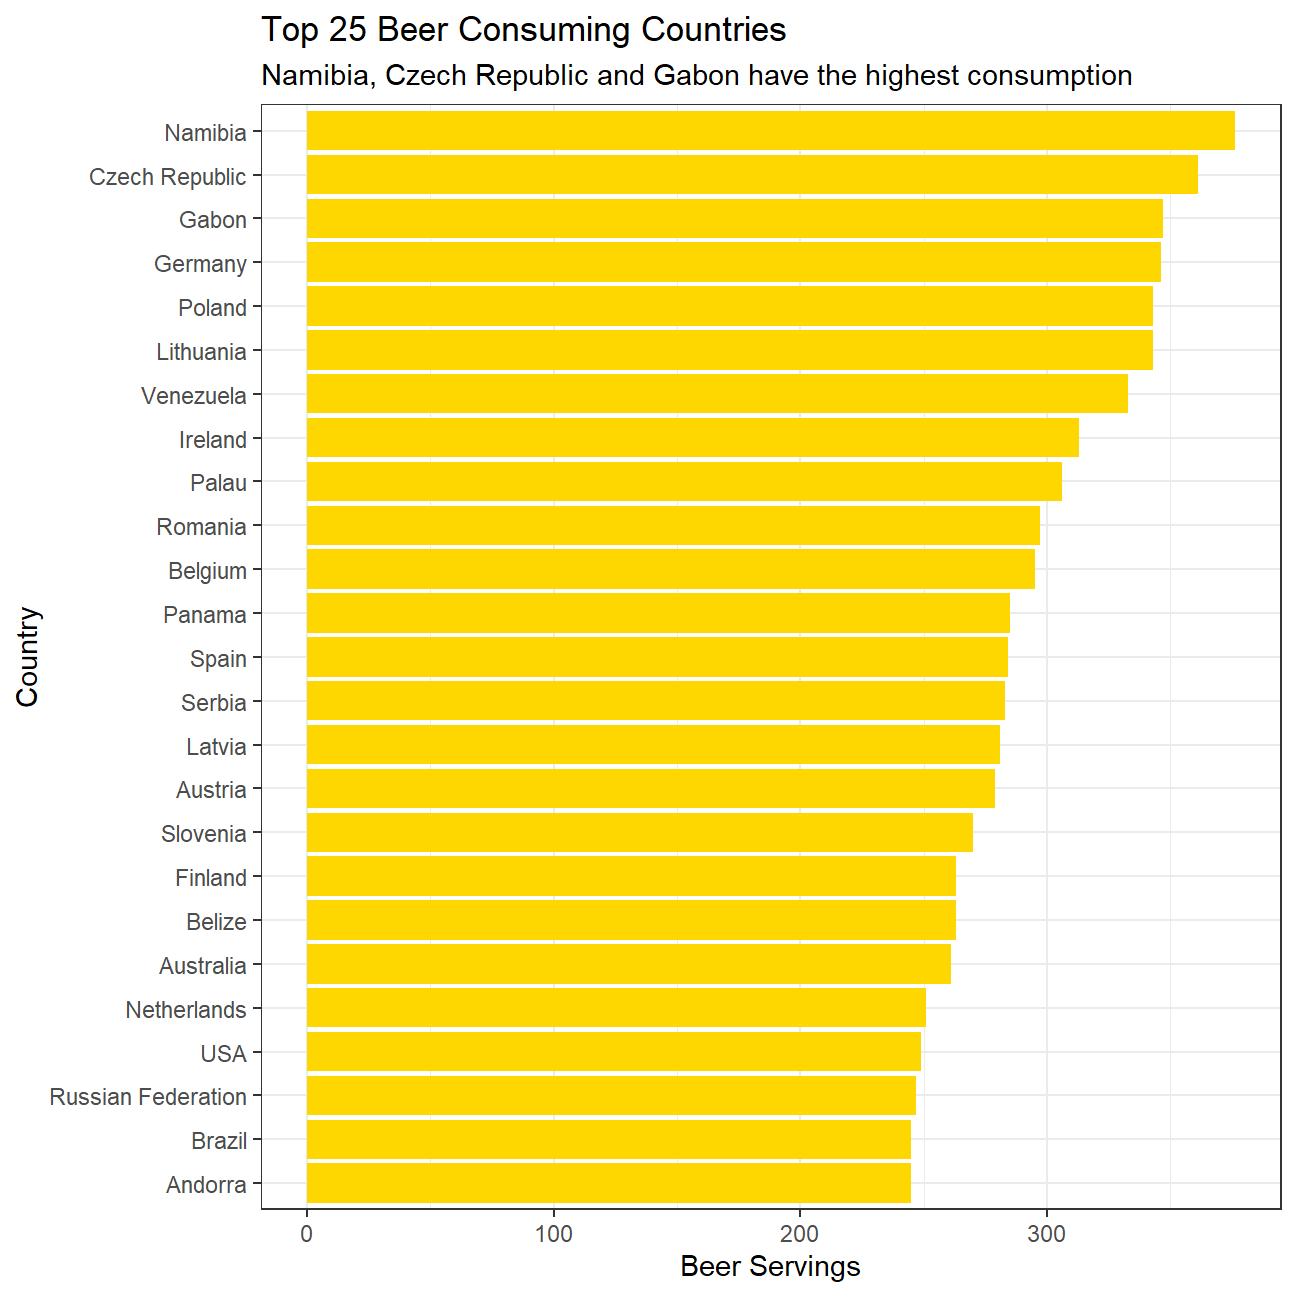 Top 25 Beer Consuming Countries
Namibia, Czech Republic and Gabon have the highest consumption
Country
Namibia
Czech Republic
Gabon
Germany
Poland
Lithuania
Venezuela
Ireland
Palau
Romania
Belgium
Panama
Spain
Serbia
Latvia
Austria
Slovenia
Finland
Belize
Australia
Netherlands
USA
Russian Federation
Brazil
Andorra
0 100 200 300
Beer Servings